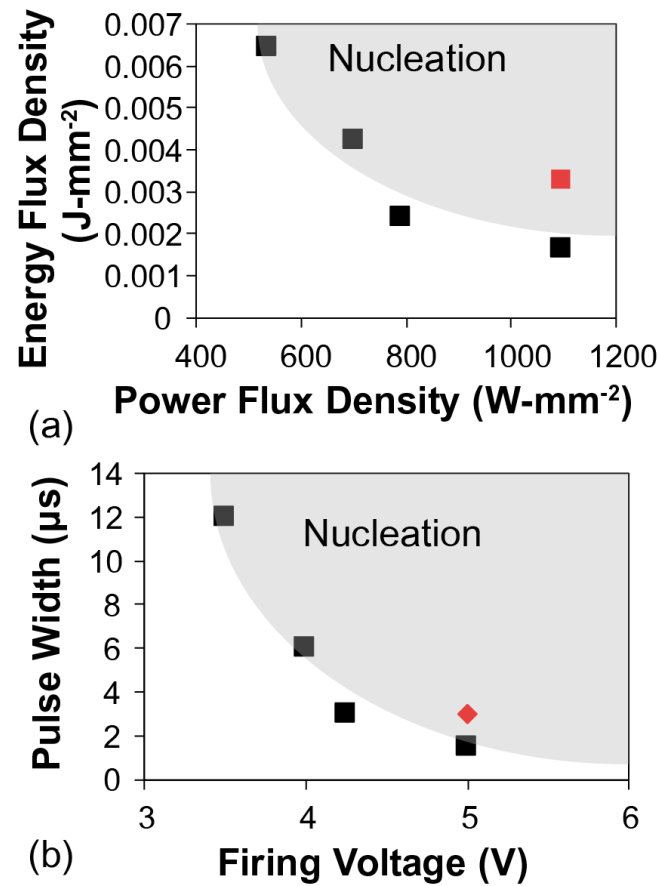 Energy Flux Density
(J-mm-2)
0.007
0.006
0.005
0.004
0.003
0.002
0.001
0
Nucleation
400 600 800 1000 1200
Power Flux Density (W-mm-2)
(a)
Pulse Width (µs)
14
12
10
8
6
4
2
0
Nucleation
3 4 5 6
Firing Voltage (V)
(b)